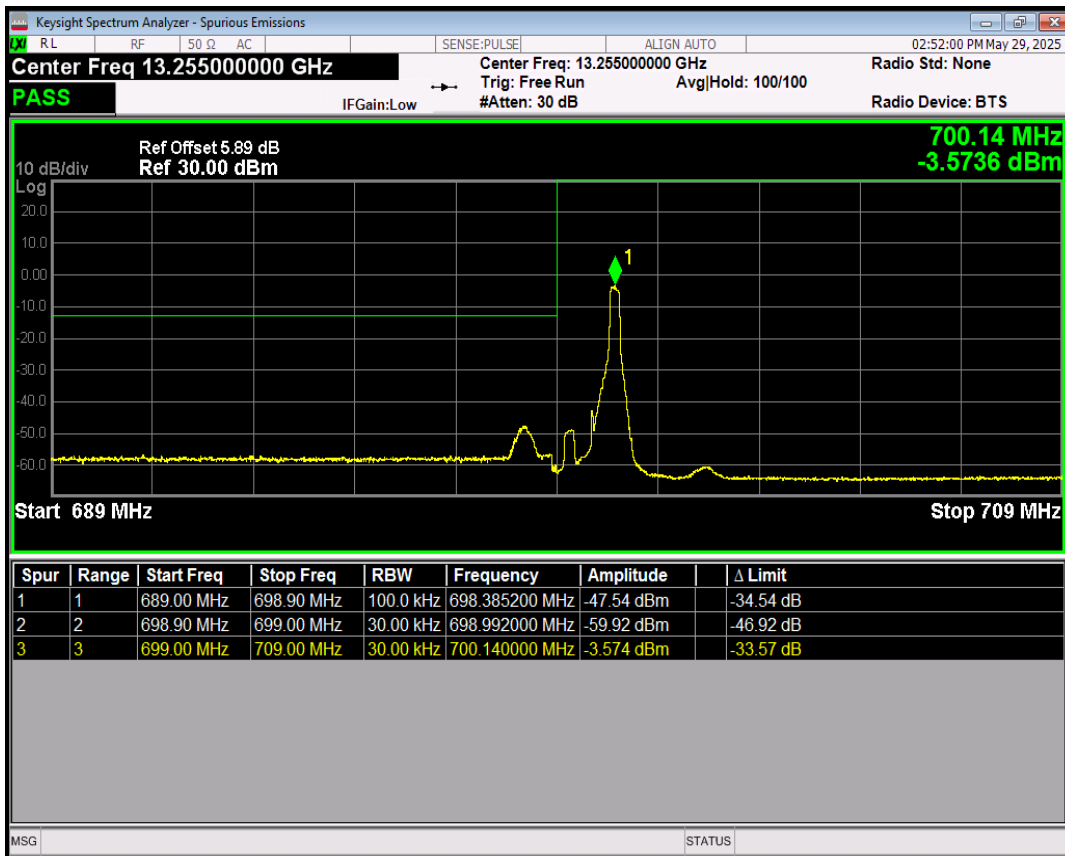 Keysight Spectrum Analyzer - Spurious Emissions
LXI RL RF 50 Ω AC SENSE:PULSE ALIGN AUTO 02:52:00 PM May 29, 2025
Center Freq 13.255000000 GHz Center Freq: 13.255000000 GHz Radio Std: None
Trig: Free Run Avg|Hold: 100/100
PASS IFGain:Low #Atten: 30 dB Radio Device: BTS
700.14 MHz
Ref Offset 5.89 dB
-3.5736 dBm
10 dB/div Ref 30.00 dBm
Log
20.0
10.0
1
0.00
-10.0
-20.0
-30.0
-40.0
-50.0
-60.0
Start 689 MHz Stop 709 MHz
Spur Range Start Freq Stop Freq RBW Frequency Amplitude Δ Limit
1 1 689.00 MHz 698.90 MHz 100.0 kHz 698.385200 MHz -47.54 dBm -34.54 dB
2 2 698.90 MHz 699.00 MHz 30.00 kHz 698.992000 MHz -59.92 dBm -46.92 dB
3 3 699.00 MHz 709.00 MHz 30.00 kHz 700.140000 MHz -3.574 dBm -33.57 dB
MSG STATUS